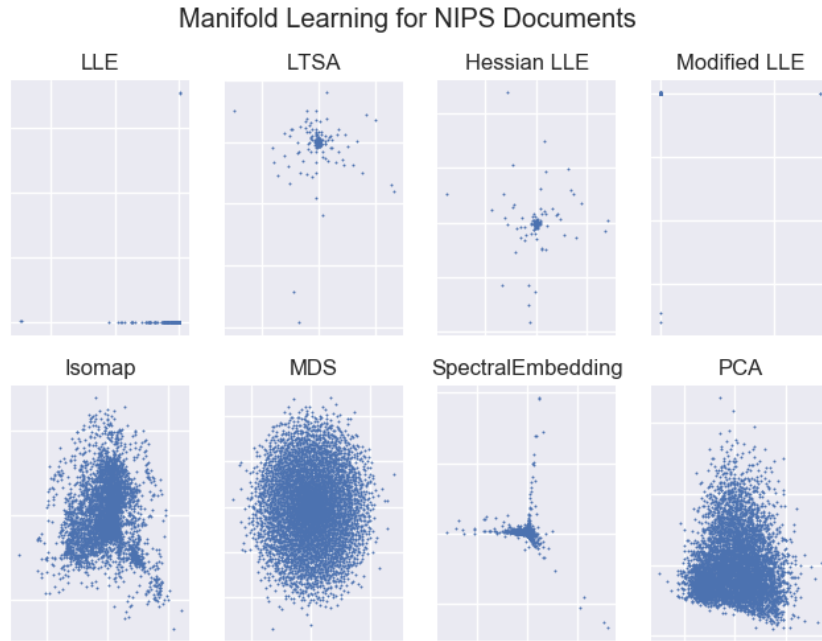 Manifold Learning for NIPS Documents
LLE
LTSA
Hessian LLE
Modified LLE
Isomap
MDS
SpectralEmbedding
PCA